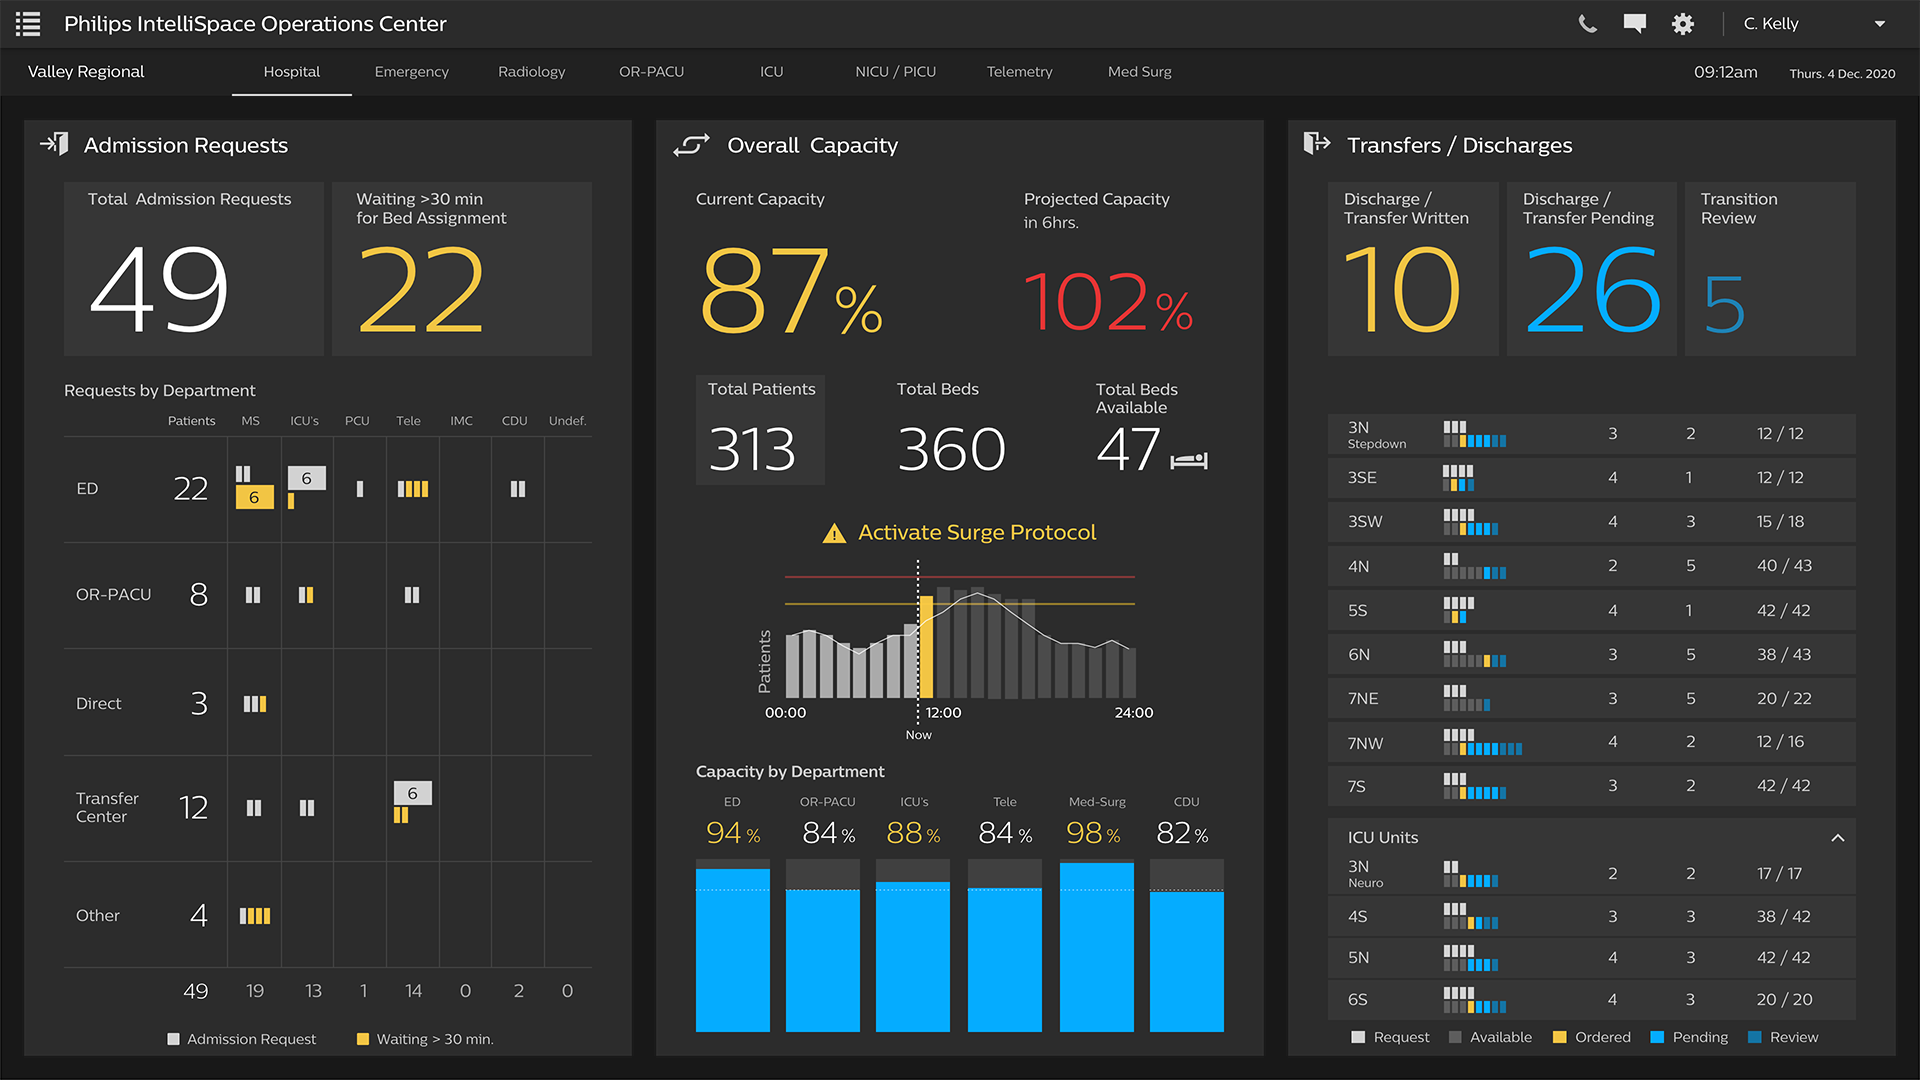 Philips IntelliSpace Operations Center
C. Kelly
Valley Regional
Hospital
Emergency
Radiology
OR-PACU
ICU
NICU / PICU
Telemetry
Med Surg
09:12am
Thurs. 4 Dec. 2020
Admission Requests
Total Admission Requests
49
Waiting >30 min
for Bed Assignment
22
Requests by Department
Patients MS ICU's PCU Tele IMC CDU Undef.
ED 22 6 6
OR-PACU 8
Direct 3
Transfer
Center
12 6
Other 4
49 19 13 1 14 0 2 0
Admission Request
Waiting > 30 min.
Overall Capacity
Current Capacity
87%
Projected Capacity
in 6hrs.
102%
Total Patients
313
Total Beds
360
Total Beds
Available
47
Activate Surge Protocol
Patients
00:00 12:00 24:00
Now
Capacity by Department
ED OR-PACU ICU's Tele Med-Surg CDU
94% 84% 88% 84% 98% 82%
Transfers / Discharges
Discharge /
Transfer Written
10
Discharge /
Transfer Pending
26
Transition
Review
5
3N
Stepdown
3 2 12 / 12
3SE 4 1 12 / 12
3SW 4 3 15 / 18
4N 2 5 40 / 43
5S 4 1 42 / 42
6N 3 5 38 / 43
7NE 3 5 20 / 22
7NW 4 2 12 / 16
7S 3 2 42 / 42
ICU Units
3N
Neuro
2 2 17 / 17
4S 3 3 38 / 42
5N 4 3 42 / 42
6S 4 3 20 / 20
Request Available Ordered Pending Review